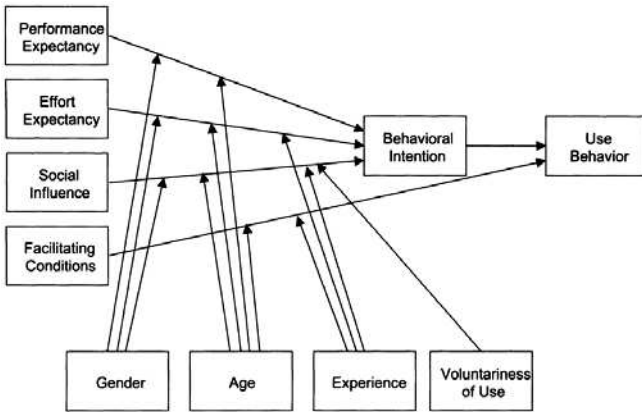 Performance
Expectancy
Effort
Expectancy
Social
Influence
Facilitating
Conditions
Behavioral
Intention
Use
Behavior
Gender
Age
Experience
Voluntariness
of Use